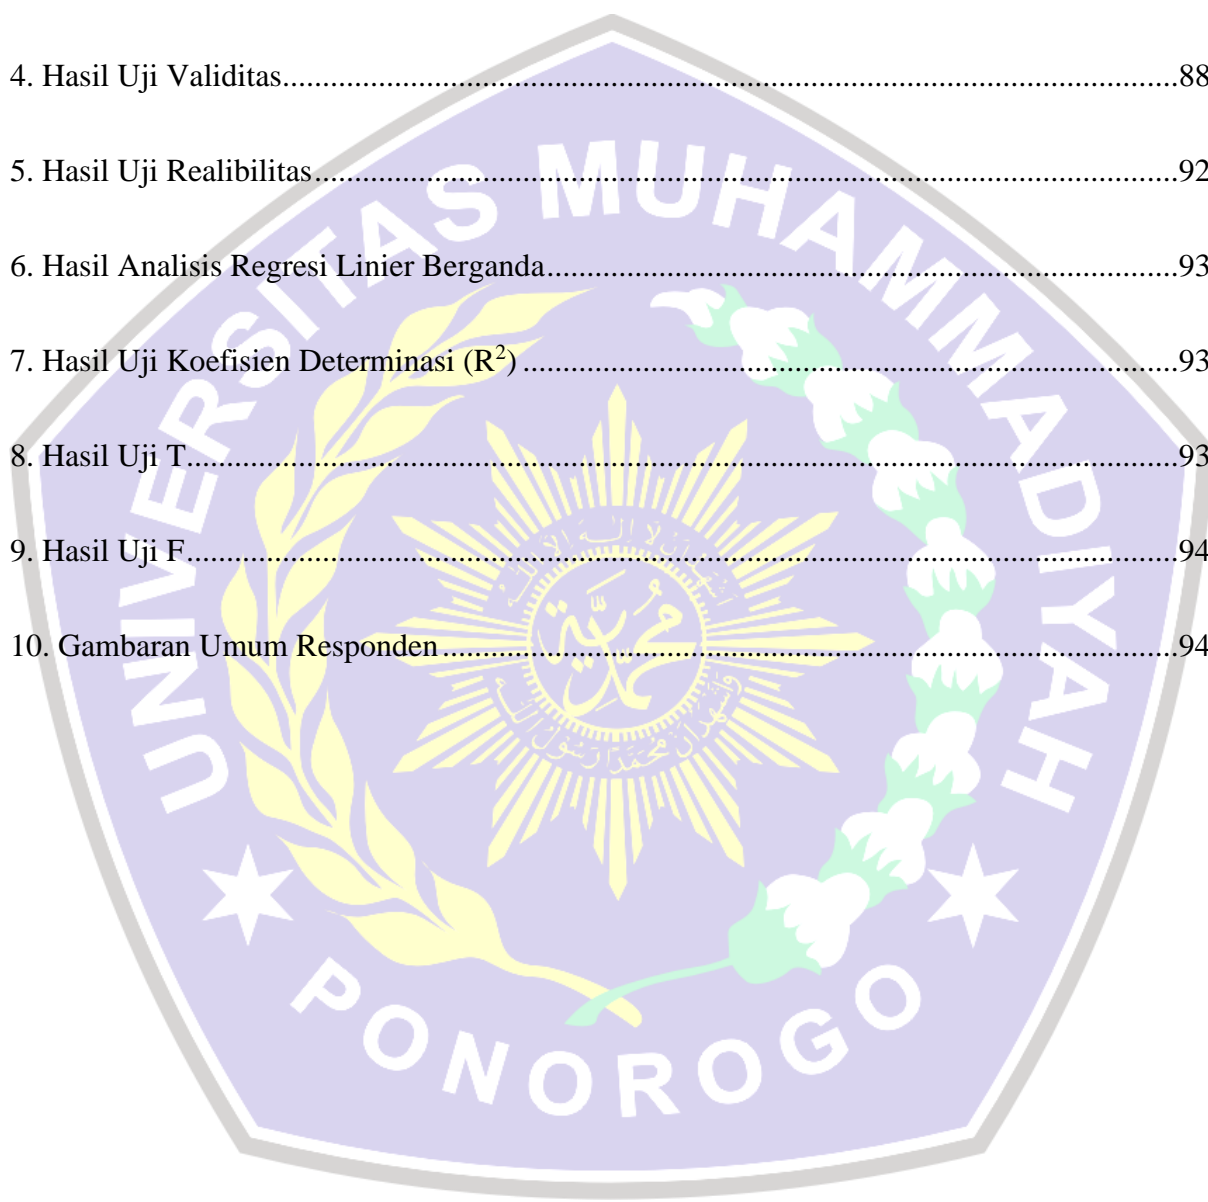 4. Hasil Uji Validitas..............................88
5. Hasil Uji Realibilitas..............................92
6. Hasil Analisis Regresi Linier Berganda..............................93
7. Hasil Uji Koefisien Determinasi (R²)..............................93
8. Hasil Uji T..............................93
9. Hasil Uji F..............................94
10. Gambaran Umum Responden..............................94
UNIVERSITAS MUHAMMADIYAH
PONOROGO
محمدية